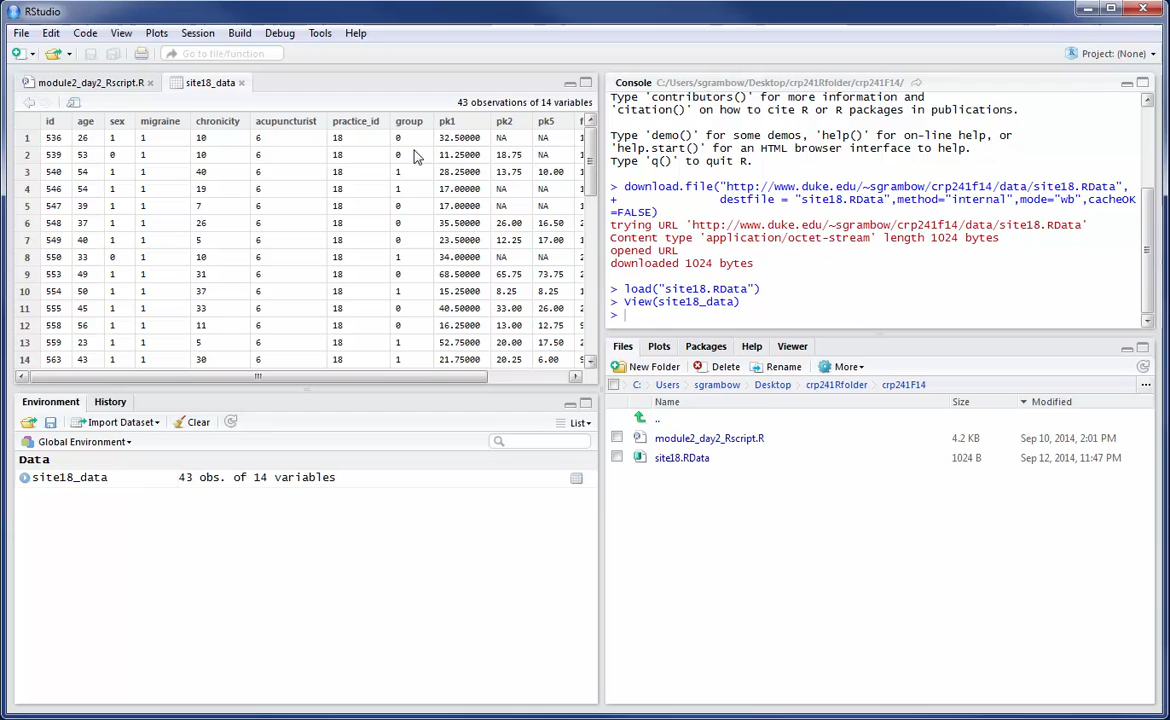 RStudio
File Edit Code View Plots Session Build Debug Tools Help
Go to file/function
Project: (None)
module2_day2_Rscript.R
site18_data
43 observations of 14 variables
id age sex migraine chronicity acupuncturist practice_id group pk1 pk2 pk5 f
1 536 26 1 1 10 6 18 0 32.50000 NA NA 1
2 539 53 0 1 10 6 18 0 11.25000 18.75 NA 1
3 540 54 1 1 40 6 18 1 28.25000 13.75 10.00 2
4 546 54 1 1 19 6 18 1 17.00000 NA NA 1
5 547 39 1 1 7 6 18 0 17.00000 NA NA 1
6 548 37 1 1 26 6 18 0 35.50000 26.00 16.50 2
7 549 40 1 1 5 6 18 0 23.50000 12.25 17.00 1
8 550 33 0 1 10 6 18 1 34.00000 NA NA 2
9 553 49 1 1 31 6 18 0 68.50000 65.75 73.75 2
10 554 50 1 1 37 6 18 1 15.25000 8.25 8.25 1
11 555 45 1 1 33 6 18 0 40.50000 33.00 26.00 2
12 558 56 1 1 11 6 18 0 16.25000 13.00 12.75 9
13 559 23 1 1 5 6 18 1 52.75000 20.00 17.50 2
14 563 43 1 1 30 6 18 1 21.75000 20.25 6.00 9
Environment History
Import Dataset Clear List
Global Environment
Data
site18_data 43 obs. of 14 variables
Console C:/Users/sgrambow/Desktop/crp241Rfolder/crp241F14/
Type 'contributors()' for more information and
'citation()' on how to cite R or R packages in publications.
Type 'demo()' for some demos, 'help()' for on-line help, or
'help.start()' for an HTML browser interface to help.
Type 'q()' to quit R.
> download.file("http://www.duke.edu/~sgrambow/crp241f14/data/site18.RData",
+ destfile = "site18.RData",method="internal",mode="wb",cacheOK
=FALSE)
trying URL 'http://www.duke.edu/~sgrambow/crp241f14/data/site18.RData'
Content type 'application/octet-stream' length 1024 bytes
opened URL
downloaded 1024 bytes
> load("site18.RData")
> View(site18_data)
>
Files Plots Packages Help Viewer
New Folder Delete Rename More
C: Users sgrambow Desktop crp241Rfolder crp241F14 ...
Name Size Modified
..
module2_day2_Rscript.R 4.2 KB Sep 10, 2014, 2:01 PM
site18.RData 1024 B Sep 12, 2014, 11:47 PM